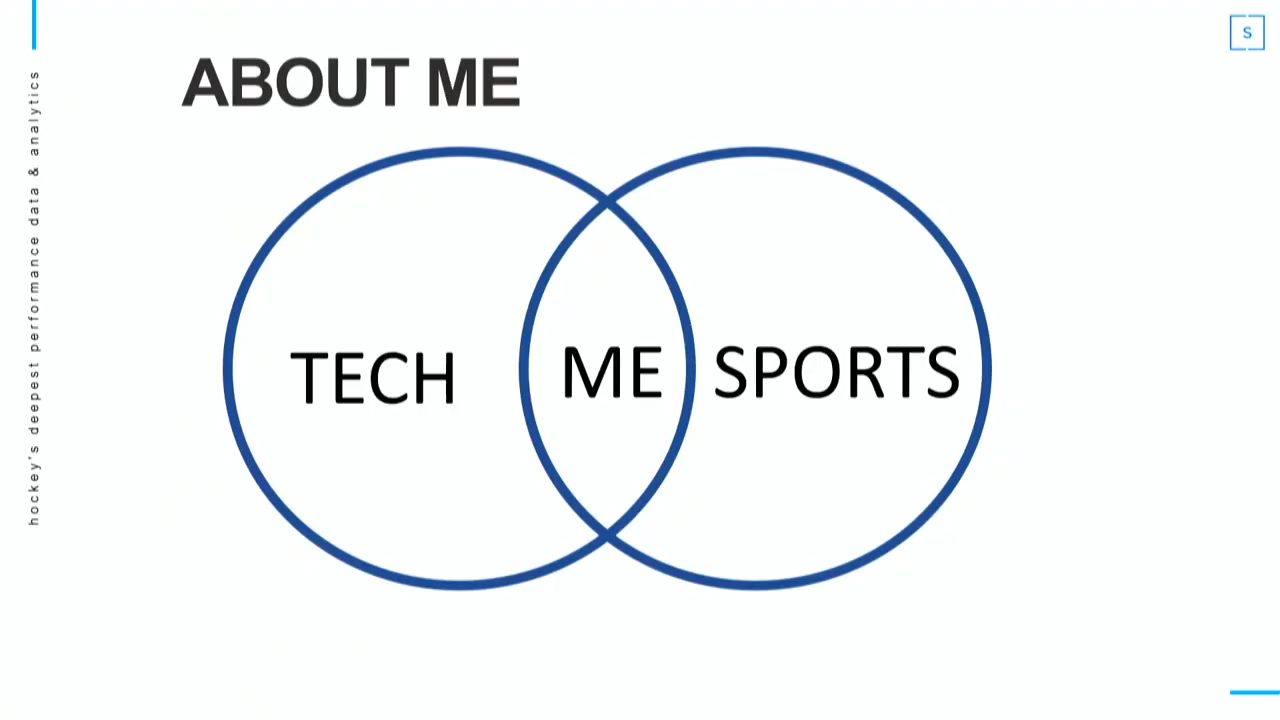 S
ABOUT ME
hockey's deepest performance data & analytics
TECH
ME
SPORTS